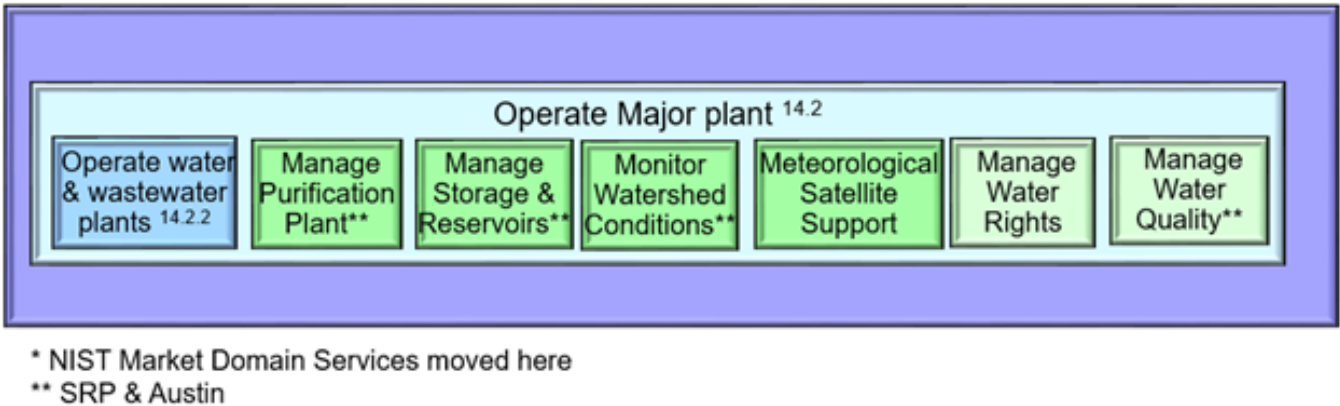 Operate Major plant 14.2
Operate water
& wastewater
plants 14.2.2
Manage
Purification
Plant**
Manage
Storage &
Reservoirs**
Monitor
Watershed
Conditions**
Meteorological
Satellite
Support
Manage
Water
Rights
Manage
Water
Quality**
* NIST Market Domain Services moved here
** SRP & Austin